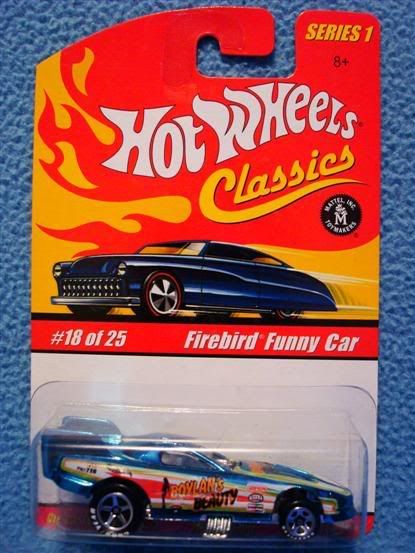 SERIES 1
8+
Hot Wheels®
Classics
MATTEL, INC.
M
TOYMAKERS
#18 of 25
Firebird® Funny Car
BOYLAN'S
BEAUTY